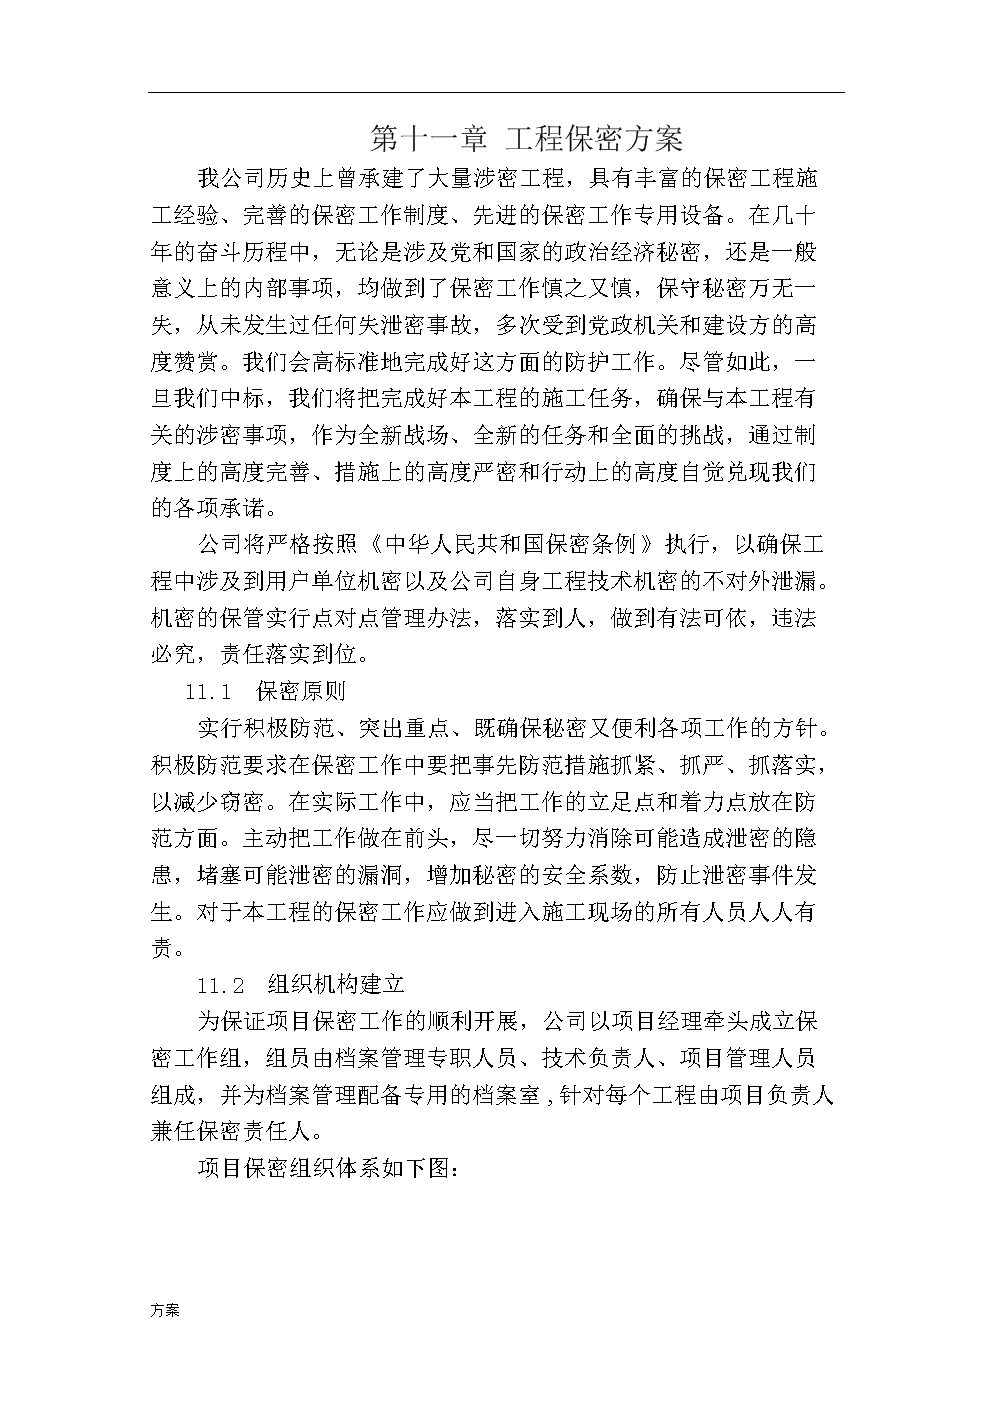 第十一章 工程保密方案
我公司历史上曾承建了大量涉密工程，具有丰富的保密工程施
工经验、完善的保密工作制度、先进的保密工作专用设备。在几十
年的奋斗历程中，无论是涉及党和国家的政治经济秘密，还是一般
意义上的内部事项，均做到了保密工作慎之又慎，保守秘密万无一
失，从未发生过任何失泄密事故，多次受到党政机关和建设方的高
度赞赏。我们会高标准地完成好这方面的防护工作。尽管如此，一
旦我们中标，我们将把完成好本工程的施工任务，确保与本工程有
关的涉密事项，作为全新战场、全新的任务和全面的挑战，通过制
度上的高度完善、措施上的高度严密和行动上的高度自觉兑现我们
的各项承诺。
公司将严格按照《中华人民共和国保密条例》执行，以确保工
程中涉及到用户单位机密以及公司自身工程技术机密的不对外泄漏。
机密的保管实行点对点管理办法，落实到人，做到有法可依，违法
必究，责任落实到位。
11.1 保密原则
实行积极防范、突出重点、既确保秘密又便利各项工作的方针。
积极防范要求在保密工作中要把事先防范措施抓紧、抓严、抓落实，
以减少窃密。在实际工作中，应当把工作的立足点和着力点放在防
范方面。主动把工作做在前头，尽一切努力消除可能造成泄密的隐
患，堵塞可能泄密的漏洞，增加秘密的安全系数，防止泄密事件发
生。对于本工程的保密工作应做到进入施工现场的所有人员人人有
责。
11.2 组织机构建立
为保证项目保密工作的顺利开展，公司以项目经理牵头成立保
密工作组，组员由档案管理专职人员、技术负责人、项目管理人员
组成，并为档案管理配备专用的档案室,针对每个工程由项目负责人
兼任保密责任人。
项目保密组织体系如下图：
方案